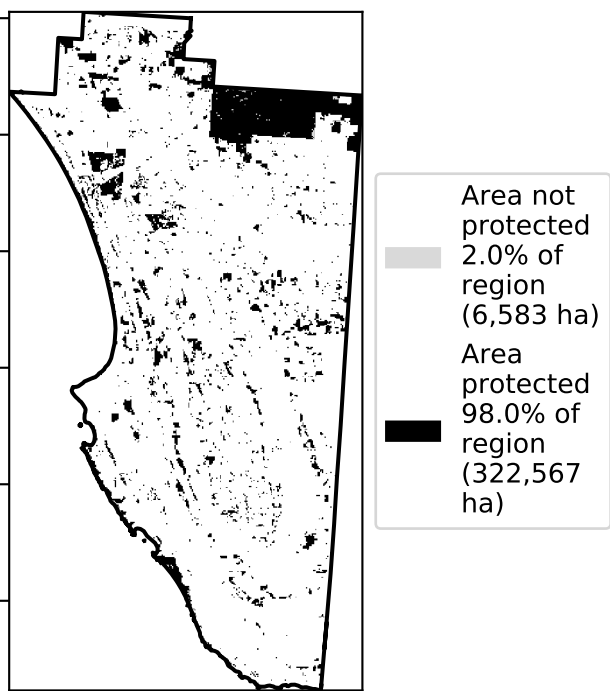 Area not
protected
2.0% of
region
(6,583 ha)
Area
protected
98.0% of
region
(322,567
ha)